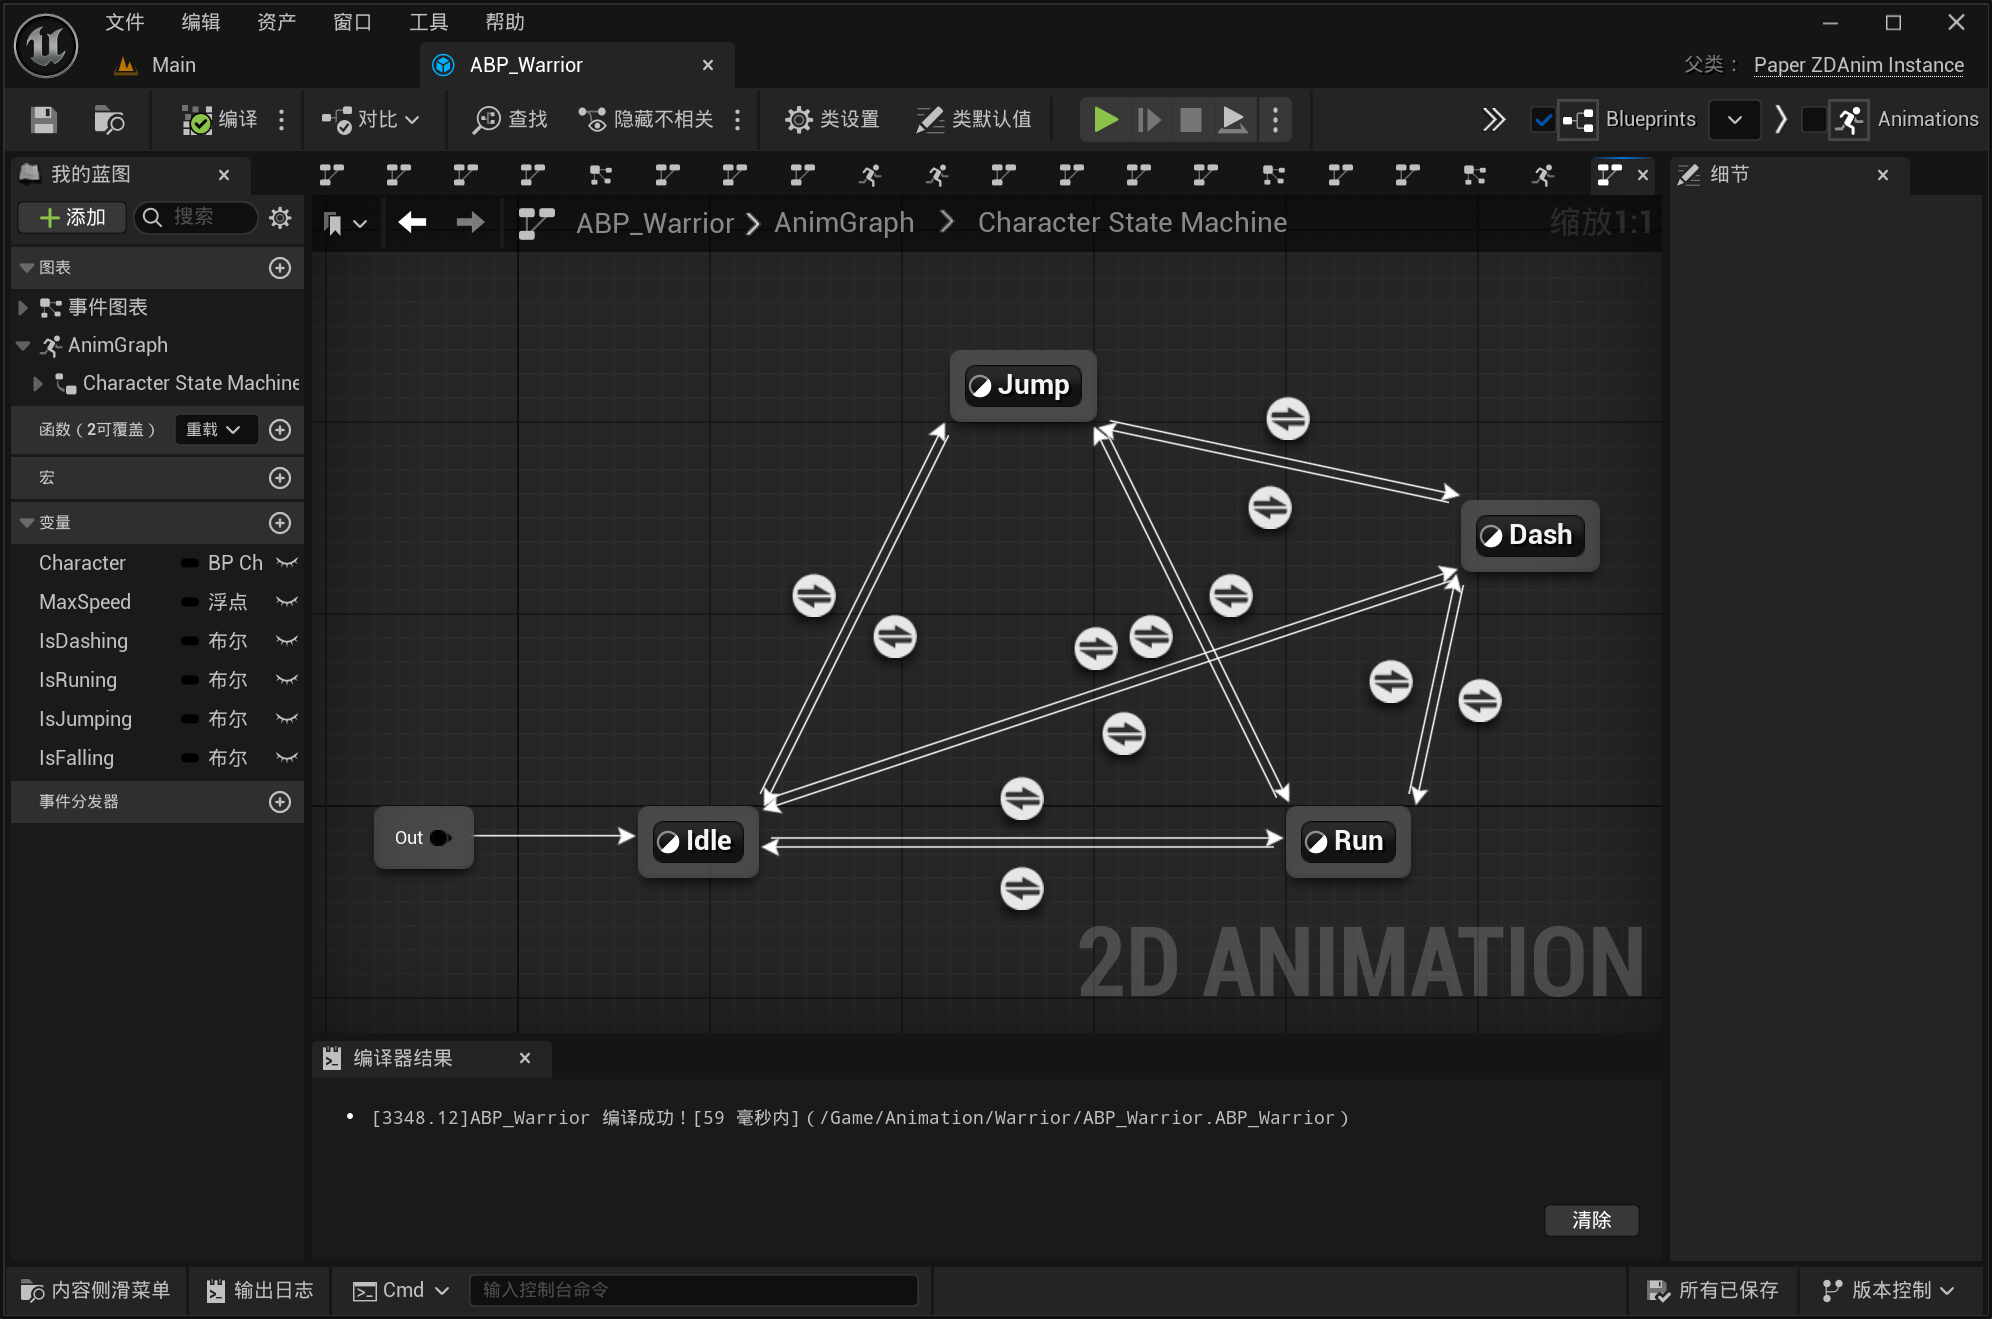 文件 编辑 资产 窗口 工具 帮助
Main
ABP_Warrior
父类： Paper ZDAnim Instance
编译 对比 查找 隐藏不相关 类设置 类默认值 Blueprints Animations
我的蓝图
细节
添加 搜索
ABP_Warrior AnimGraph Character State Machine
缩放1:1
图表
事件图表
AnimGraph
Character State Machine
函数（2可覆盖） 重载
宏
变量
Character BP Ch
MaxSpeed 浮点
IsDashing 布尔
IsRuning 布尔
IsJumping 布尔
IsFalling 布尔
事件分发器
Jump
Dash
Out
Idle
Run
2D ANIMATION
编译器结果
• [3348.12]ABP_Warrior 编译成功！[59 毫秒内]（/Game/Animation/Warrior/ABP_Warrior.ABP_Warrior）
清除
内容侧滑菜单 输出日志 Cmd 输入控制台命令 所有已保存 版本控制